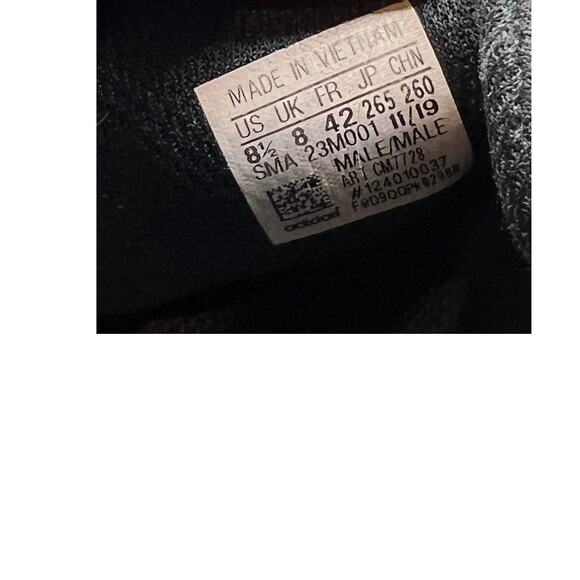 MADE IN VIETNAM
US UK FR JP CHN
8½ 8 42 265 260
SMA 23M001 11/19
MALE/MALE
ART CM7728
#124010037
adidas